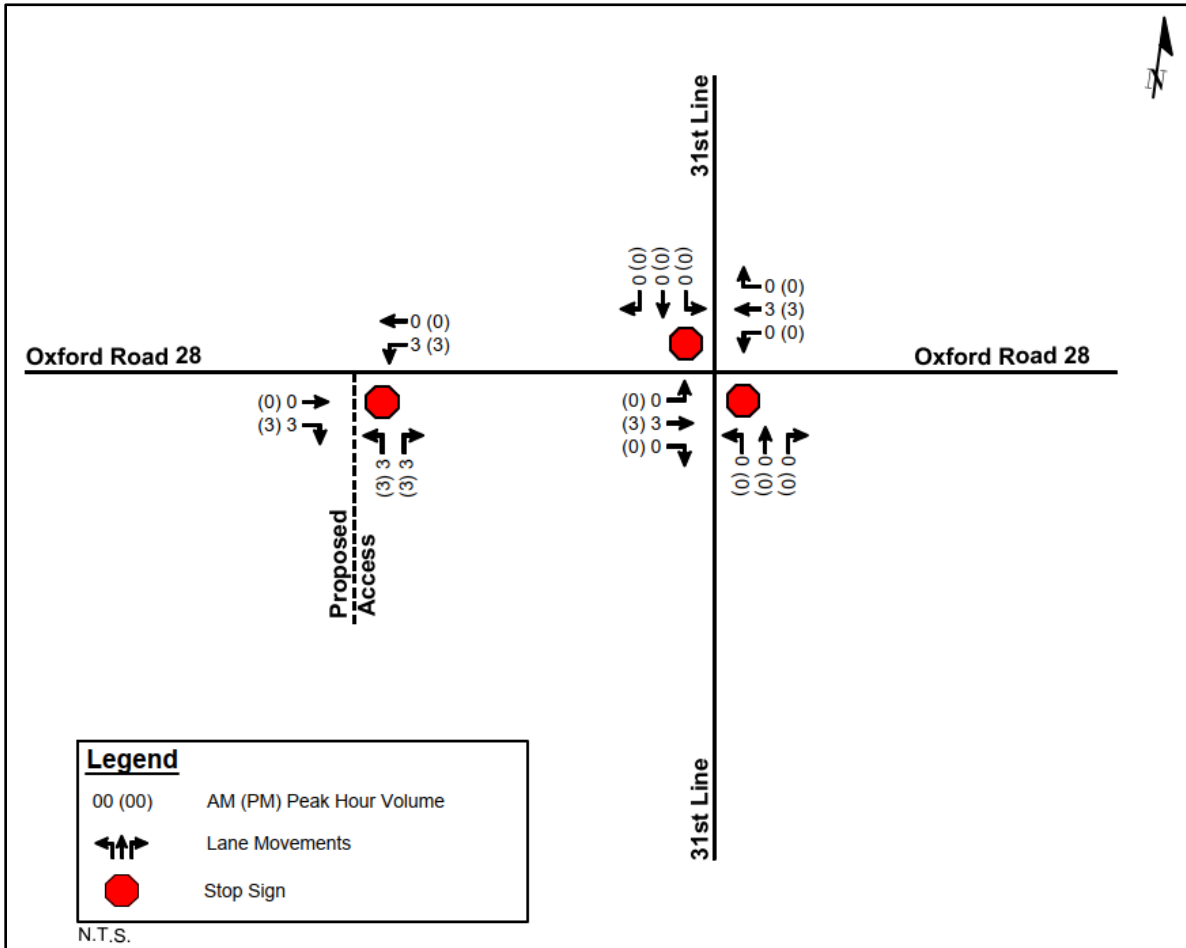 N
31st Line
0 (0)
0 (0)
0 (0)
0 (0)
3 (3)
0 (0)
0 (0)
3 (3)
Oxford Road 28
Oxford Road 28
(0) 0
(3) 3
(3) 3
(3) 3
(0) 0
(3) 3
(0) 0
(0) 0
(0) 0
(0) 0
Proposed
Access
31st Line
Legend
00 (00) AM (PM) Peak Hour Volume
Lane Movements
Stop Sign
N.T.S.